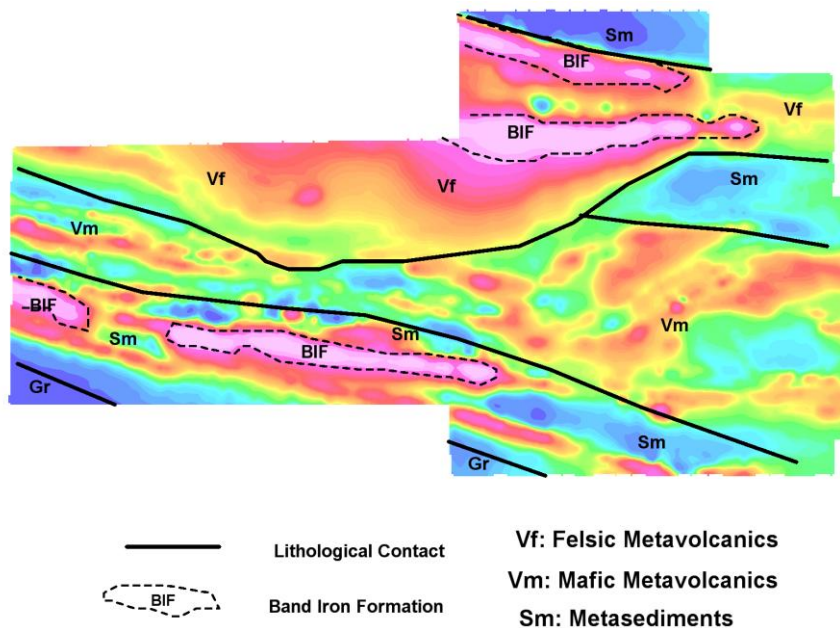 Sm
BIF
Vf
BIF
Vf
Vf
Sm
Vm
BIF
Sm
Sm
BIF
Vm
Gr
Sm
Gr
Lithological Contact
BIF
Band Iron Formation
Vf: Felsic Metavolcanics
Vm: Mafic Metavolcanics
Sm: Metasediments